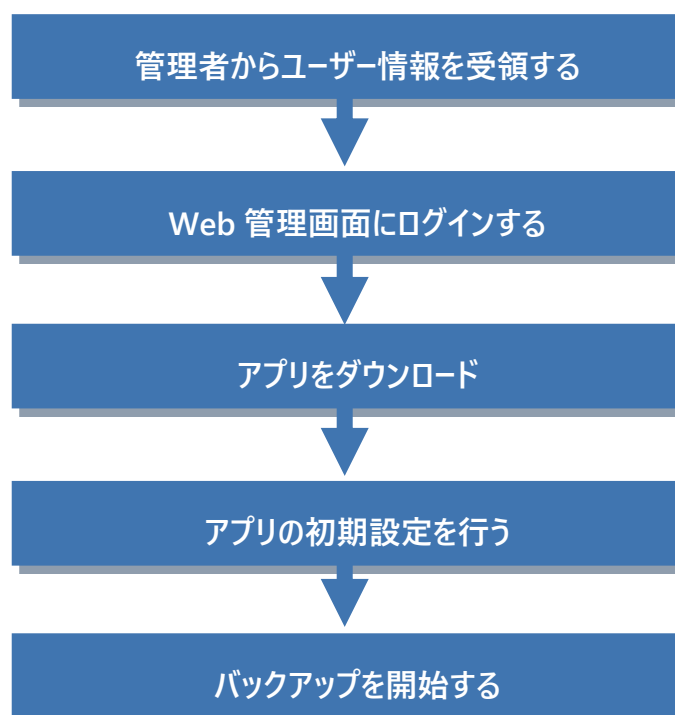 管理者からユーザー情報を受領する
Web 管理画面にログインする
アプリをダウンロード
アプリの初期設定を行う
バックアップを開始する